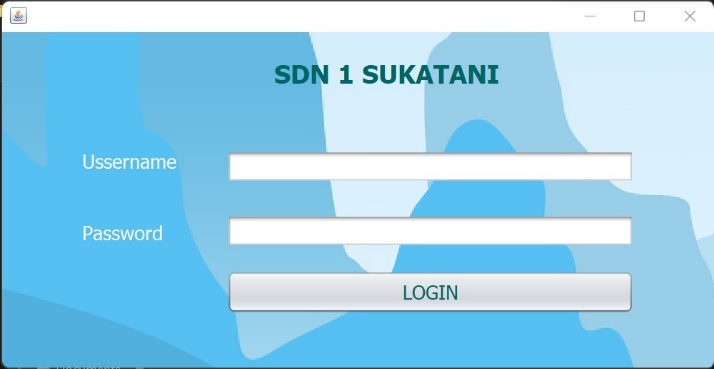 SDN 1 SUKATANI
Ussername
Password
LOGIN